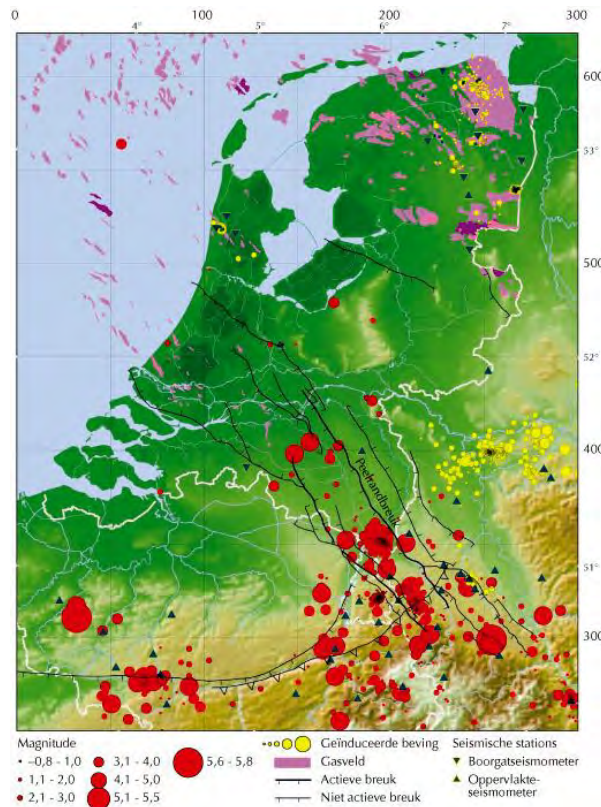 0 100 200 300
4° 5° 6° 7°
600
53°
500
52°
400
Peelrandbreuk
51°
300
Magnitude
–0,8 - 1,0
1,1 - 2,0
2,1 - 3,0
3,1 - 4,0
4,1 - 5,0
5,1 - 5,5
5,6 - 5,8
Geïnduceerde beving
Gasveld
Actieve breuk
Niet actieve breuk
Seismische stations
Boorgatseismometer
Oppervlakte-
seismometer